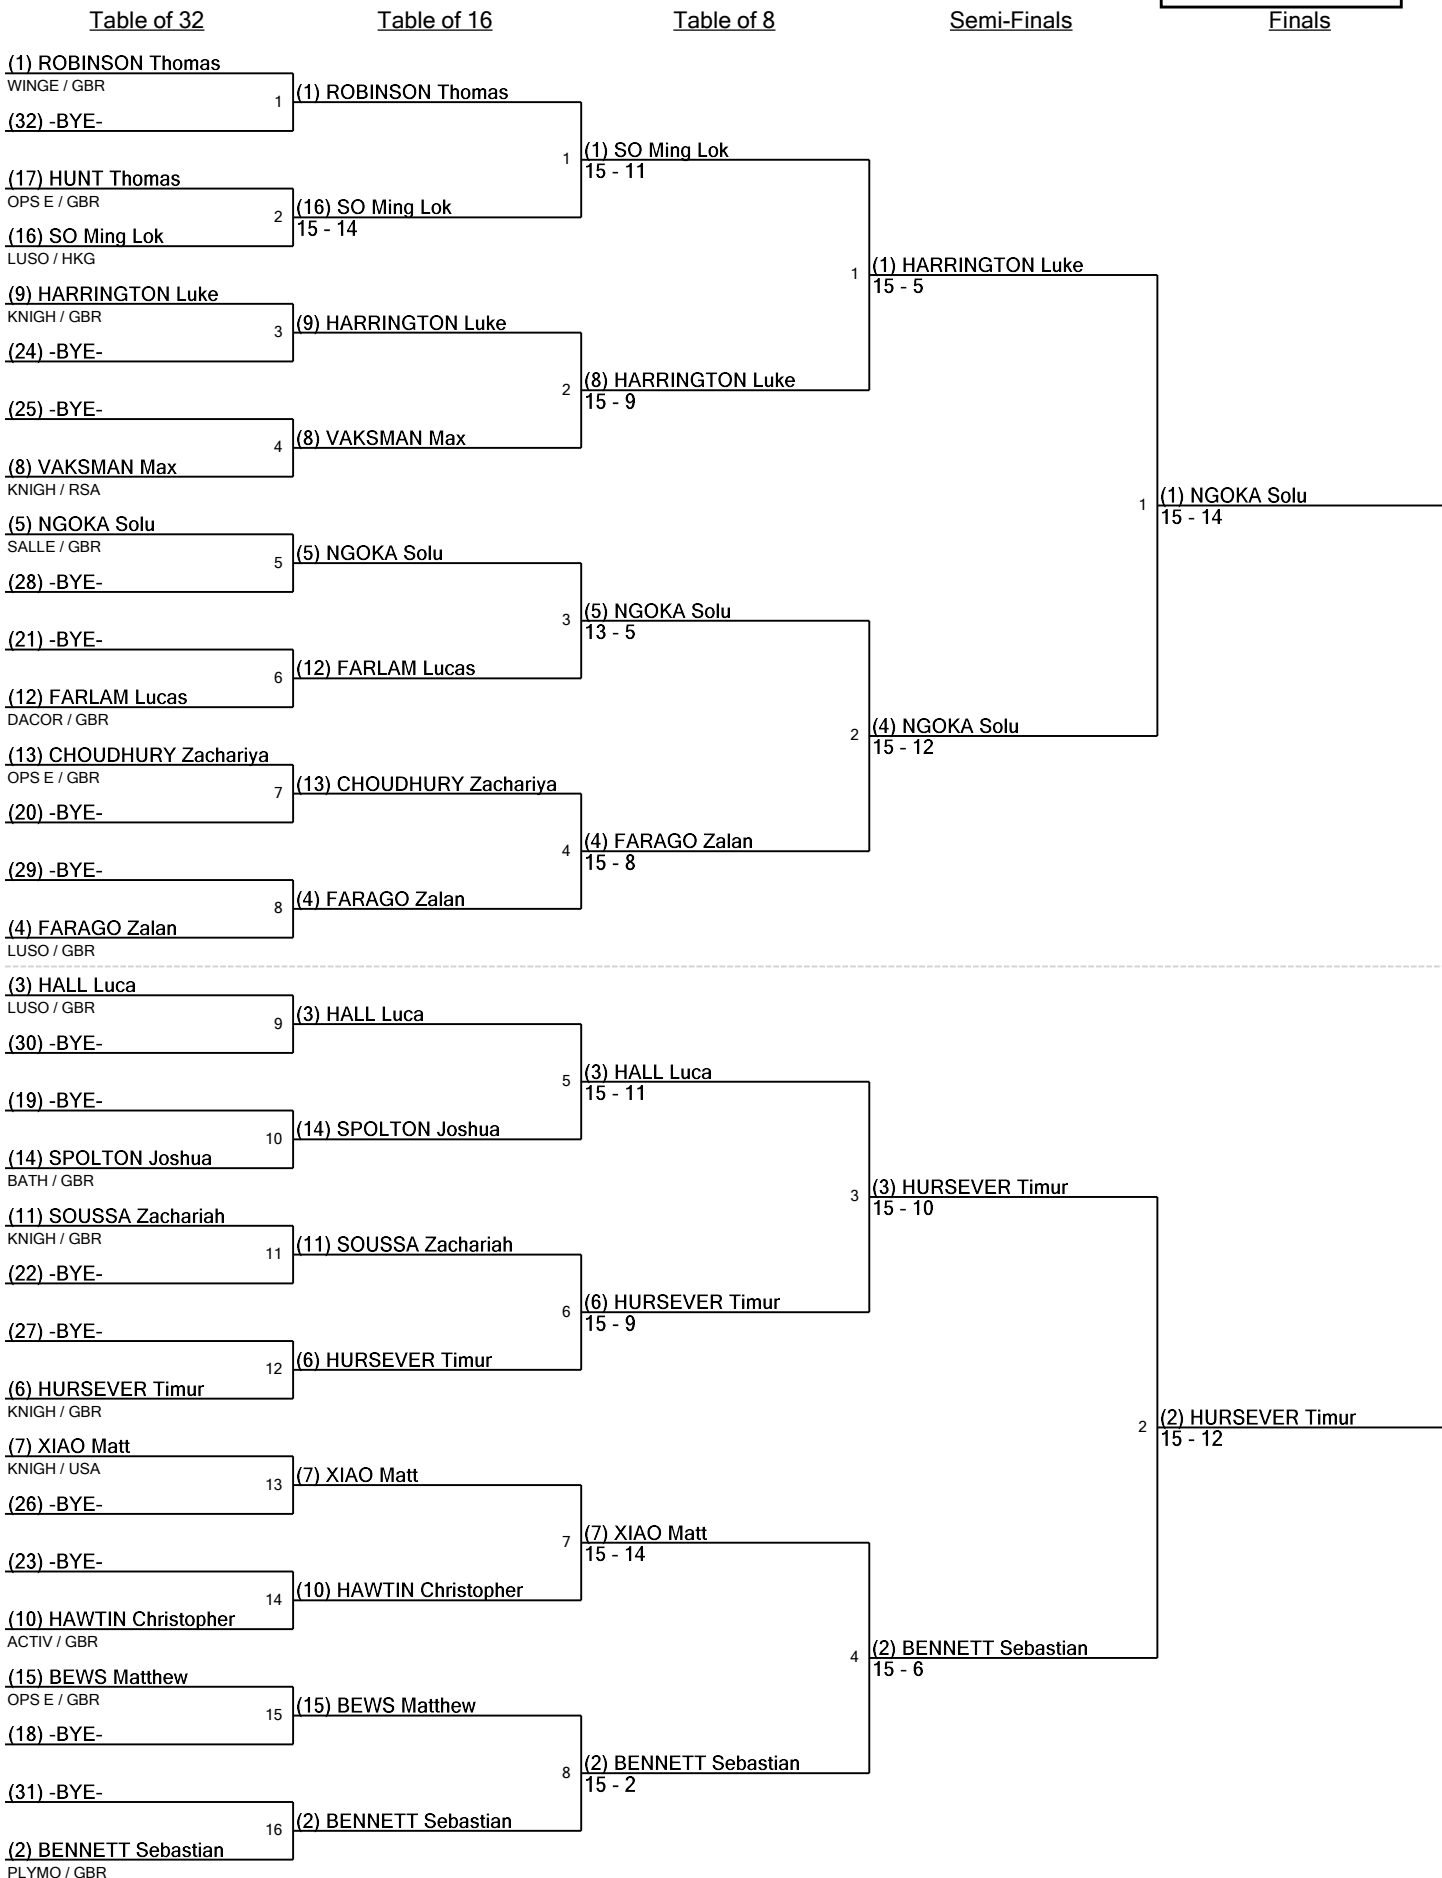 Table of 32
Table of 16
Table of 8
Semi-Finals
Finals
(1) ROBINSON Thomas
WINGE / GBR
1
(32) -BYE-
(17) HUNT Thomas
OPS E / GBR
2
(16) SO Ming Lok
LUSO / HKG
(9) HARRINGTON Luke
KNIGH / GBR
3
(24) -BYE-
(25) -BYE-
4
(8) VAKSMAN Max
KNIGH / RSA
(5) NGOKA Solu
SALLE / GBR
5
(28) -BYE-
(21) -BYE-
6
(12) FARLAM Lucas
DACOR / GBR
(13) CHOUDHURY Zachariya
OPS E / GBR
7
(20) -BYE-
(29) -BYE-
8
(4) FARAGO Zalan
LUSO / GBR
(3) HALL Luca
LUSO / GBR
9
(30) -BYE-
(19) -BYE-
10
(14) SPOLTON Joshua
BATH / GBR
(11) SOUSSA Zachariah
KNIGH / GBR
11
(22) -BYE-
(27) -BYE-
12
(6) HURSEVER Timur
KNIGH / GBR
(7) XIAO Matt
KNIGH / USA
13
(26) -BYE-
(23) -BYE-
14
(10) HAWTIN Christopher
ACTIV / GBR
(15) BEWS Matthew
OPS E / GBR
15
(18) -BYE-
(31) -BYE-
16
(2) BENNETT Sebastian
PLYMO / GBR
(1) ROBINSON Thomas
1
(16) SO Ming Lok
15 - 14
(9) HARRINGTON Luke
2
(8) VAKSMAN Max
(5) NGOKA Solu
3
(12) FARLAM Lucas
(13) CHOUDHURY Zachariya
4
(4) FARAGO Zalan
(3) HALL Luca
5
(14) SPOLTON Joshua
(11) SOUSSA Zachariah
6
(6) HURSEVER Timur
(7) XIAO Matt
7
(10) HAWTIN Christopher
(15) BEWS Matthew
8
(2) BENNETT Sebastian
(1) SO Ming Lok
15 - 11
1
(8) HARRINGTON Luke
15 - 9
(5) NGOKA Solu
13 - 5
2
(4) FARAGO Zalan
15 - 8
(3) HALL Luca
15 - 11
3
(6) HURSEVER Timur
15 - 9
(7) XIAO Matt
15 - 14
4
(2) BENNETT Sebastian
15 - 2
(1) HARRINGTON Luke
15 - 5
1
(4) NGOKA Solu
15 - 12
(3) HURSEVER Timur
15 - 10
2
(2) BENNETT Sebastian
15 - 6
(1) NGOKA Solu
15 - 14
(2) HURSEVER Timur
15 - 12